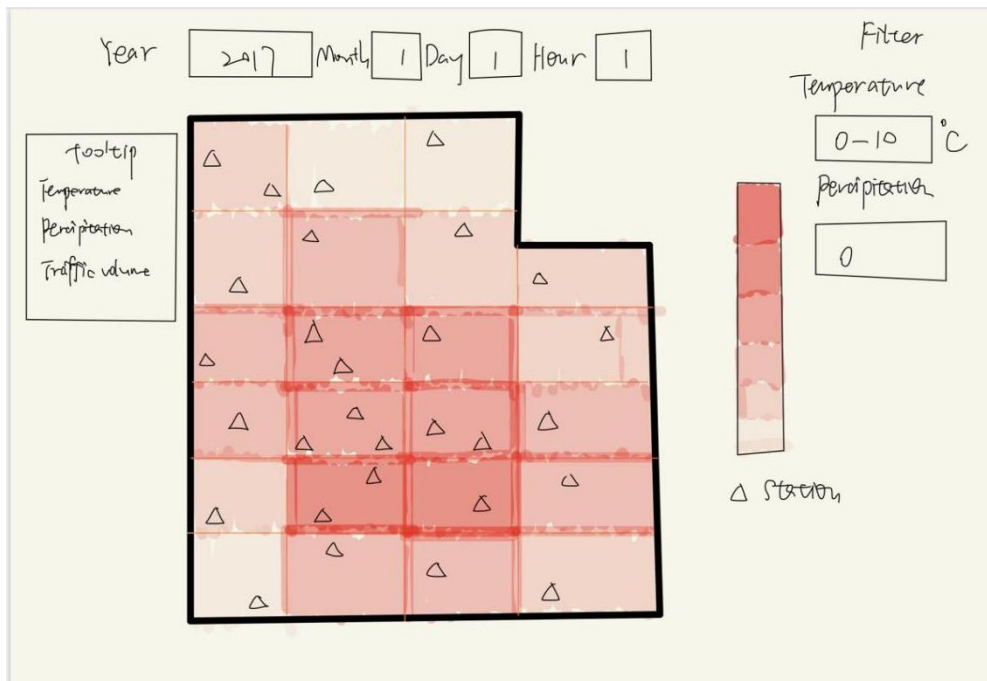 Year 2017 Month 1 Day 1 Hour 1
Filter
Temperature
0-10 °C
Percipitation
0
Tooltip
Temperature
Percipitation
Traffic volume
Station